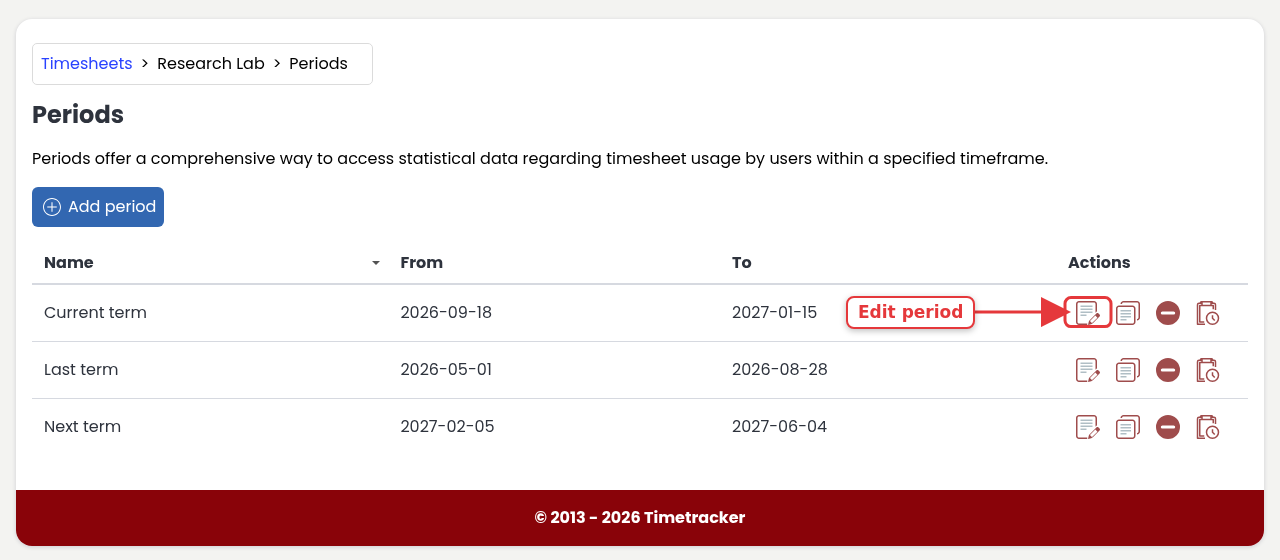 Timesheets > Research Lab > Periods
Periods
Periods offer a comprehensive way to access statistical data regarding timesheet usage by users within a specified timeframe.
Add period
Name From To Actions
Current term 2026-09-18 2027-01-15 Edit period
Last term 2026-05-01 2026-08-28
Next term 2027-02-05 2027-06-04
© 2013 - 2026 Timetracker